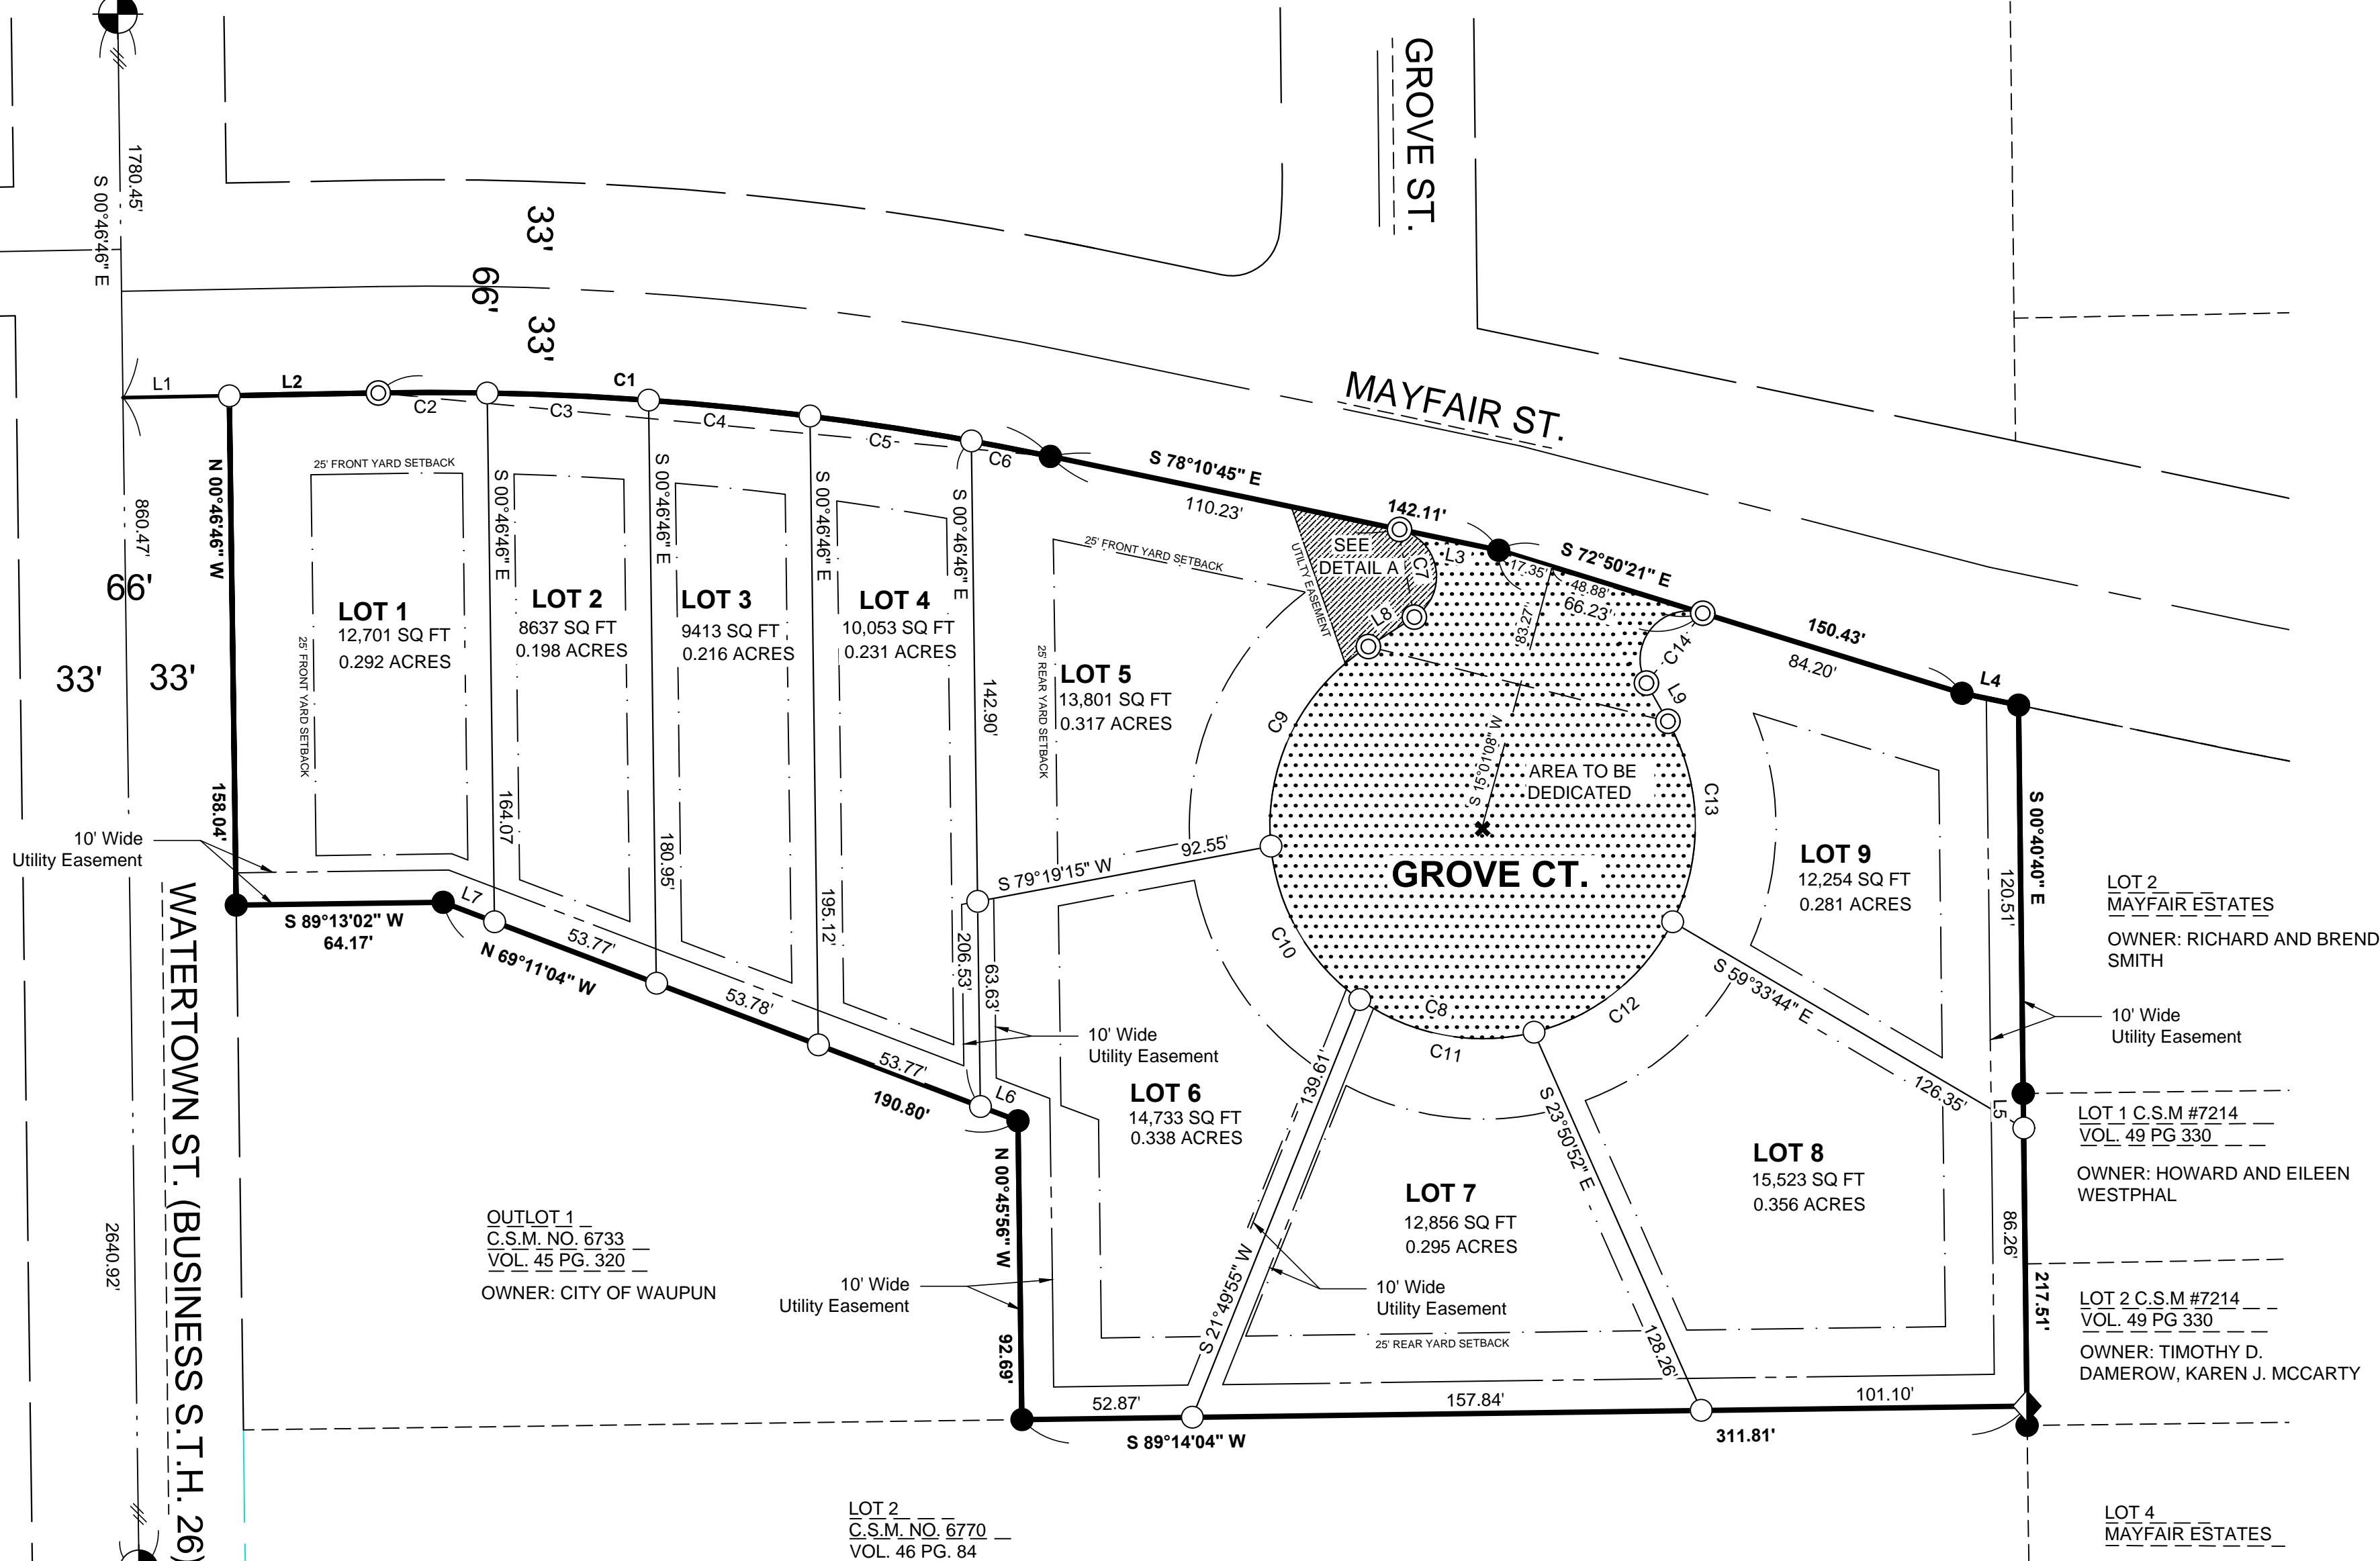 GROVE ST.
1780.45'
S 00°46'46" E
33'
66'
33'
MAYFAIR ST.
L1
L2
C1
C2
C3
C4
C5
C6
S 78°10'45" E
110.23'
142.11'
L3
S 72°50'21" E
17.35'
48.88'
66.23'
83.27'
150.43'
84.20'
L4
N 00°46'46" W
158.04'
860.47'
66'
33'
33'
25' FRONT YARD SETBACK
25' FRONT YARD SETBACK
LOT 1
12,701 SQ FT
0.292 ACRES
S 00°46'46" E
164.07
LOT 2
8637 SQ FT
0.198 ACRES
S 00°46'46" E
180.95'
LOT 3
9413 SQ FT
0.216 ACRES
S 00°46'46" E
195.12'
LOT 4
10,053 SQ FT
0.231 ACRES
S 00°46'46" E
142.90'
206.53'
63.63'
25' FRONT YARD SETBACK
25' REAR YARD SETBACK
LOT 5
13,801 SQ FT
0.317 ACRES
UTILTY EASEMENT
SEE
DETAIL A
C7
L8
C9
C14
L9
C13
S 15°01'08" W
AREA TO BE
DEDICATED
GROVE CT.
S 79°19'15" W
92.55'
C10
C8
C11
C12
10' Wide
Utility Easement
S 89°13'02" W
64.17'
L7
N 69°11'04" W
53.77'
53.78'
53.77'
190.80'
L6
10' Wide
Utility Easement
LOT 6
14,733 SQ FT
0.338 ACRES
139.61'
S 21°49'55" W
LOT 7
12,856 SQ FT
0.295 ACRES
10' Wide
Utility Easement
25' REAR YARD SETBACK
S 23°50'52" E
128.26'
LOT 8
15,523 SQ FT
0.356 ACRES
LOT 9
12,254 SQ FT
0.281 ACRES
S 59°33'44" E
126.35'
L5
120.51'
S 00°40'40" E
86.26'
217.51'
LOT 2
MAYFAIR ESTATES
OWNER: RICHARD AND BREND
SMITH
10' Wide
Utility Easement
LOT 1 C.S.M #7214
VOL. 49 PG 330
OWNER: HOWARD AND EILEEN
WESTPHAL
LOT 2 C.S.M #7214
VOL. 49 PG 330
OWNER: TIMOTHY D.
DAMEROW, KAREN J. MCCARTY
WATERTOWN ST. (BUSINESS S.T.H. 26)
2640.92'
OUTLOT 1
C.S.M. NO. 6733
VOL. 45 PG. 320
OWNER: CITY OF WAUPUN
10' Wide
Utility Easement
N 00°45'56" W
92.69'
52.87'
157.84'
101.10'
S 89°14'04" W
311.81'
LOT 2
C.S.M. NO. 6770
VOL. 46 PG. 84
LOT 4
MAYFAIR ESTATES